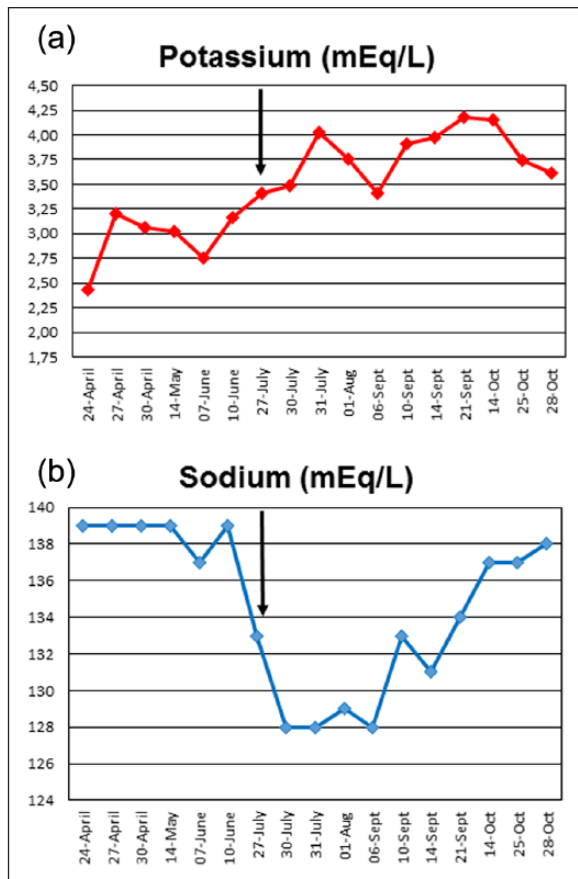 (a)
Potassium (mEq/L)
4,50
4,25
4,00
3,75
3,50
3,25
3,00
2,75
2,50
2,25
2,00
1,75
24-April
27-April
30-April
14-May
07-June
10-June
27-July
30-July
31-July
01-Aug
06-Sept
10-Sept
14-Sept
21-Sept
14-Oct
25-Oct
28-Oct
(b)
Sodium (mEq/L)
140
138
136
134
132
130
128
126
124
24-April
27-April
30-April
14-May
07-June
10-June
27-July
30-July
31-July
01-Aug
06-Sept
10-Sept
14-Sept
21-Sept
14-Oct
25-Oct
28-Oct